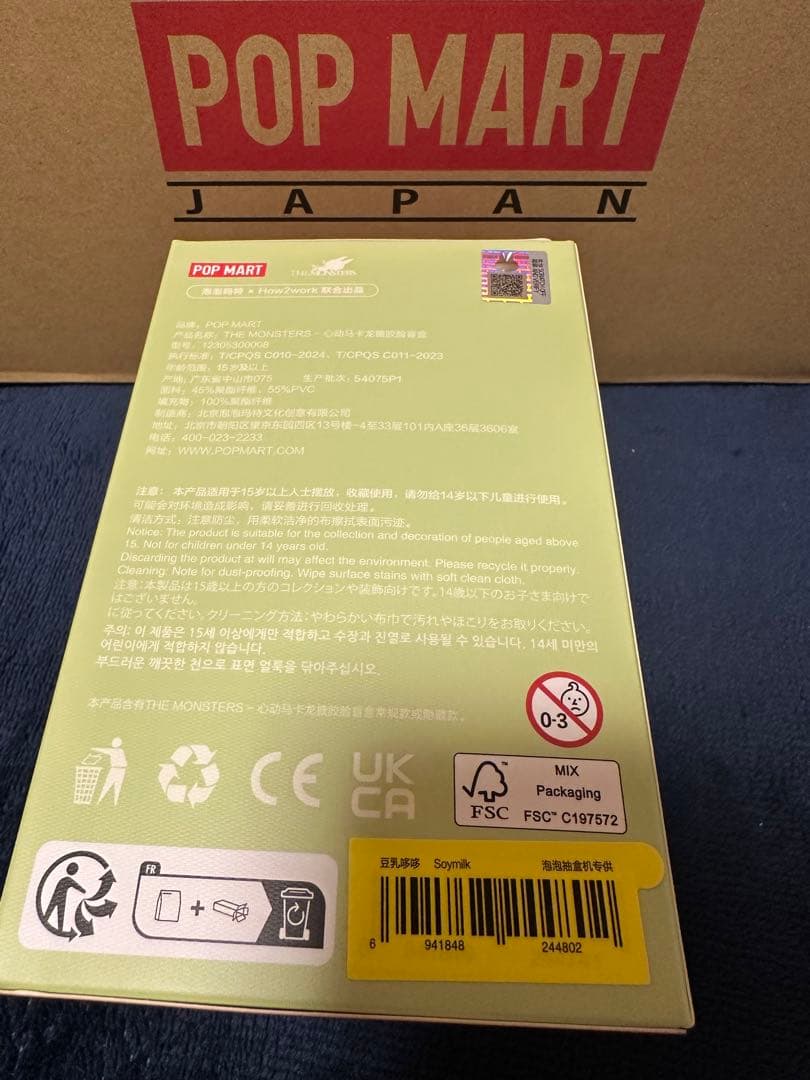 POP MART
JAPAN
POP MART THE MONSTERS
泡泡玛特 × How2work 联合出品
品牌：POP MART
产品名称：THE MONSTERS - 心动马卡龙搪胶脸盲盒
型号：12305300008
执行标准：T/CPQS C010-2024、T/CPQS C011-2023
年龄范围：15岁及以上
产地：广东省中山市075 生产批次：54075P1
面料：45%聚酯纤维，55%PVC
填充物：100%聚酯纤维
制造商：北京泡泡玛特文化创意有限公司
地址：北京市朝阳区望京东园四区13号楼-4至33层101内A座36层3606室
电话：400-023-2233
网址：WWW.POPMART.COM
注意：本产品适用于15岁以上人士摆放，收藏使用，请勿给14岁以下儿童进行使用。
可能会对环境造成影响，请妥善进行回收处理。
清洁方式：注意防尘，用柔软洁净的布擦拭表面污迹。
Notice: The product is suitable for the collection and decoration of people aged above
15. Not for children under 14 years old.
Discarding the product at will may affect the environment. Please recycle it properly.
Cleaning: Note for dust-proofing. Wipe surface stains with soft clean cloth.
注意：本製品は15歳以上の方のコレクションや装飾向けです。14歳以下のお子さま向けで
はございません。
に従ってください。クリーニング方法：やわらかい布巾で汚れやほこりをお取りください。
주의: 이 제품은 15세 이상에게만 적합하고 수장과 진열로 사용될 수 있습니다. 14세 미만의
어린이에게 적합하지 않습니다.
부드러운 깨끗한 천으로 표면 얼룩을 닦아주십시오.
本产品含有THE MONSTERS - 心动马卡龙搪胶脸盲盒常规款或隐藏款。
0-3
CE
UK
CA
FSC™
MIX
Packaging
FSC™ C197572
FR
+
豆乳哆哆 Soymilk 泡泡抽盒机专供
6 941848 244802